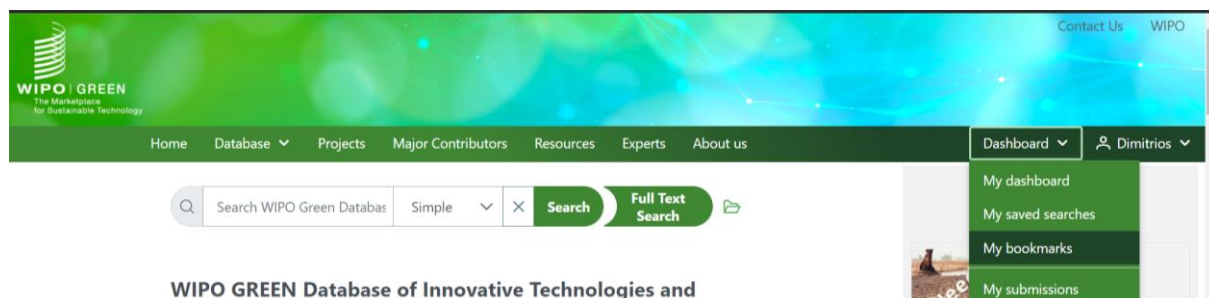 Contact Us WIPO
WIPO | GREEN
The Marketplace
for Sustainable Technology
Home Database Projects Major Contributors Resources Experts About us Dashboard Dimitrios
My dashboard
My saved searches
My bookmarks
My submissions
Search WIPO Green Databas Simple Search Full Text
Search
WIPO GREEN Database of Innovative Technologies and